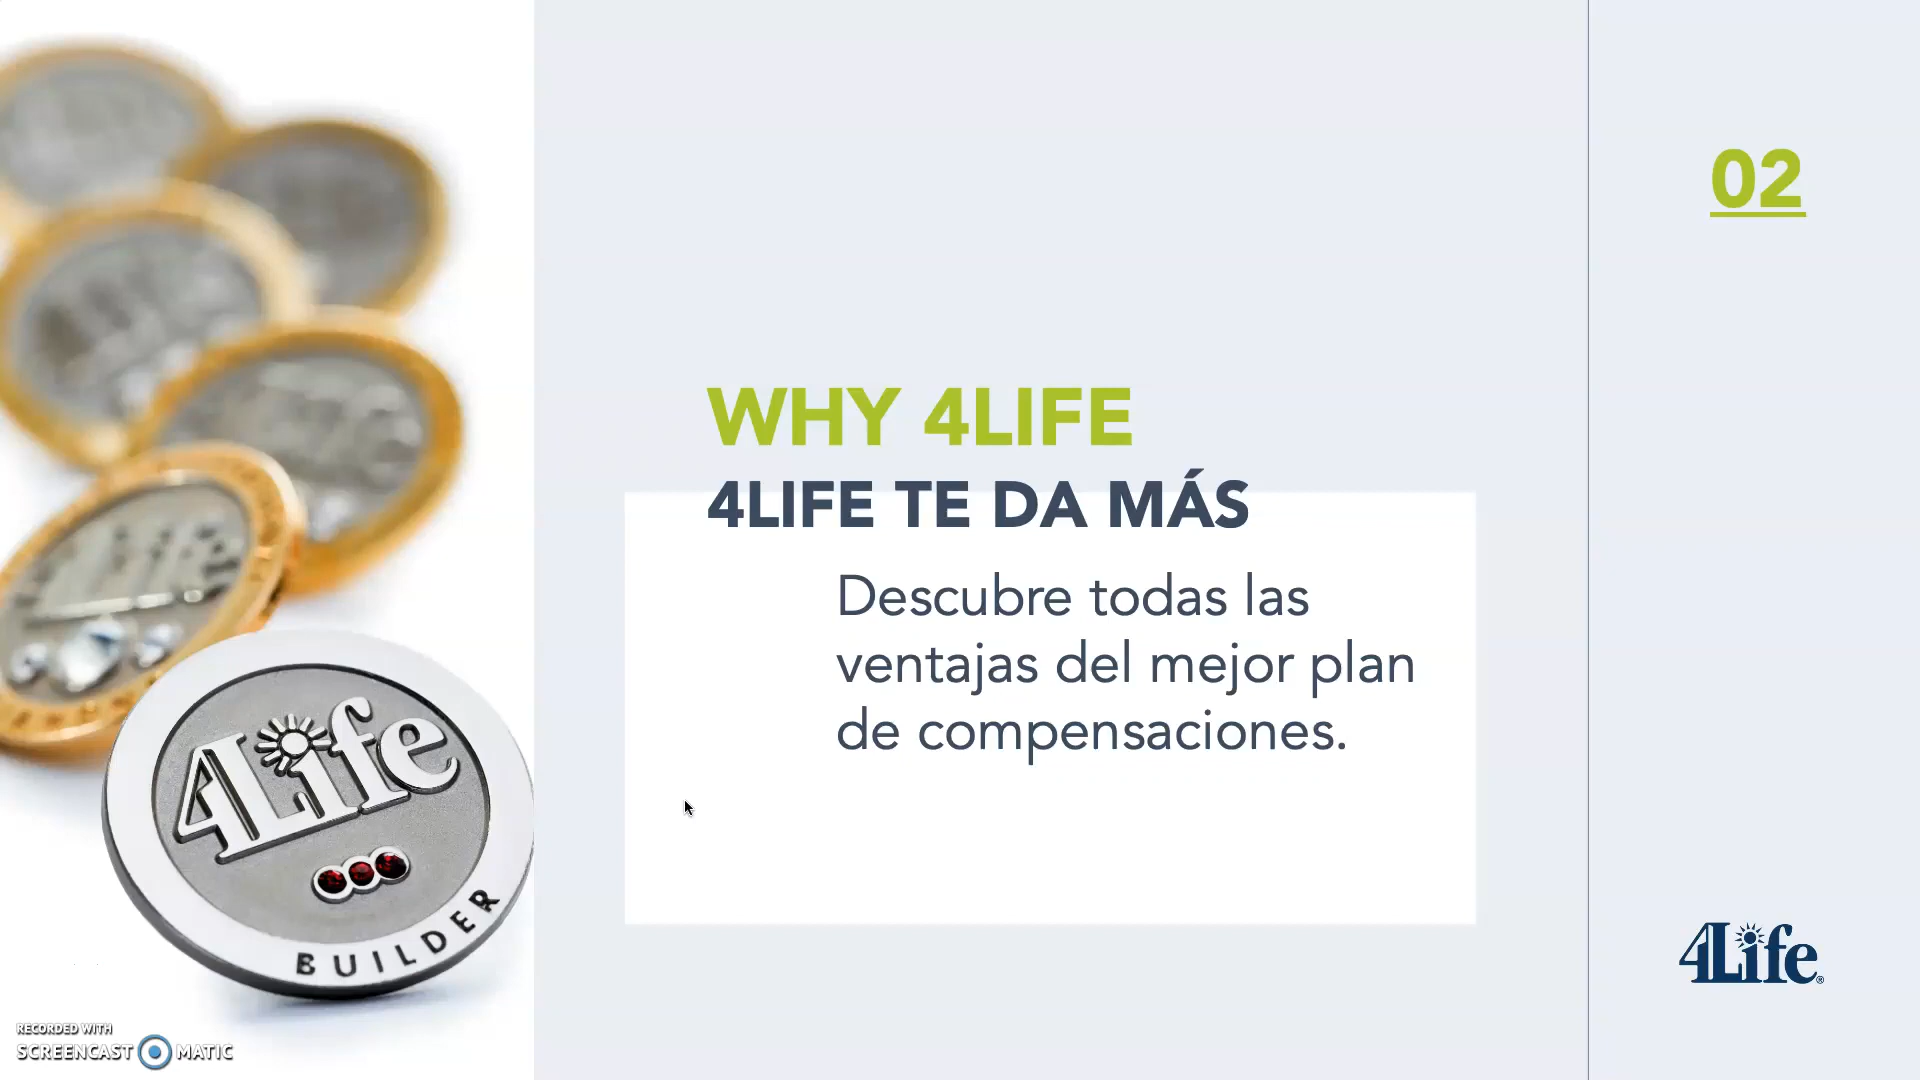 02
WHY 4LIFE
4LIFE TE DA MÁS
Descubre todas las
ventajas del mejor plan
de compensaciones.
4Life
4Life
BUILDER
4Life®
RECORDED WITH
SCREENCAST MATIC